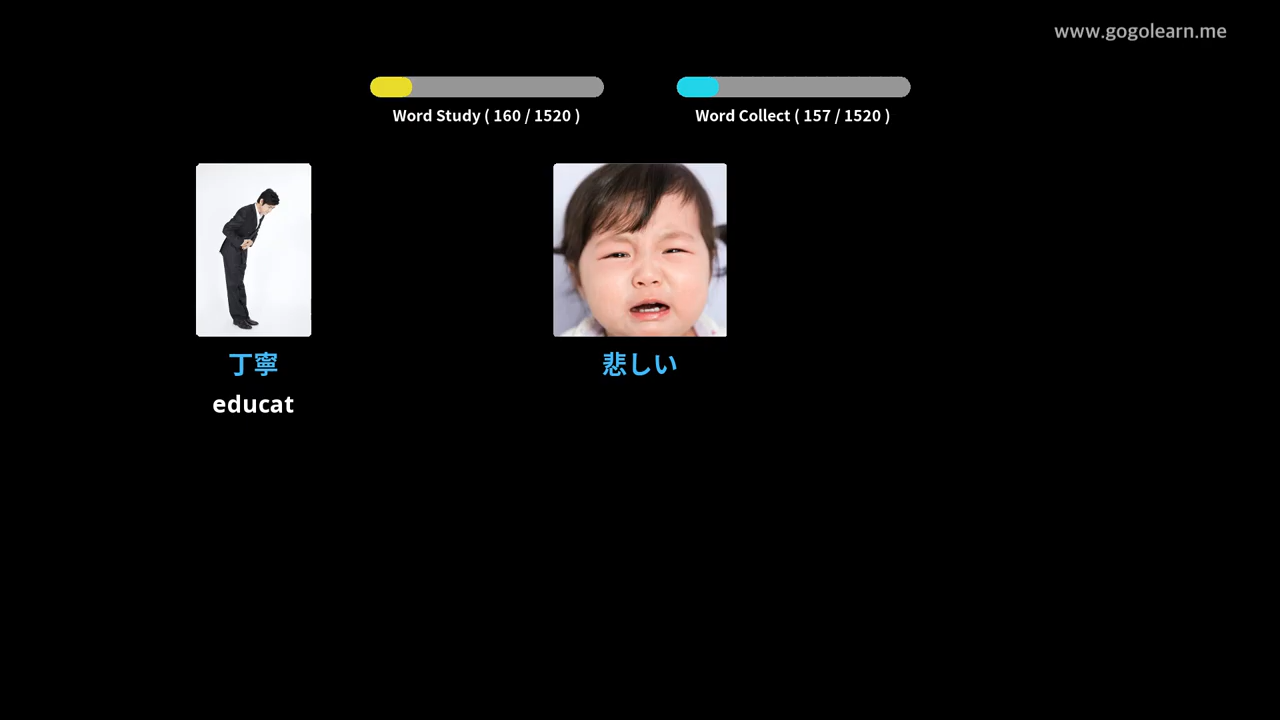 www.gogolearn.me
Word Study ( 160 / 1520 )
Word Collect ( 157 / 1520 )
丁寧
悲しい
educat